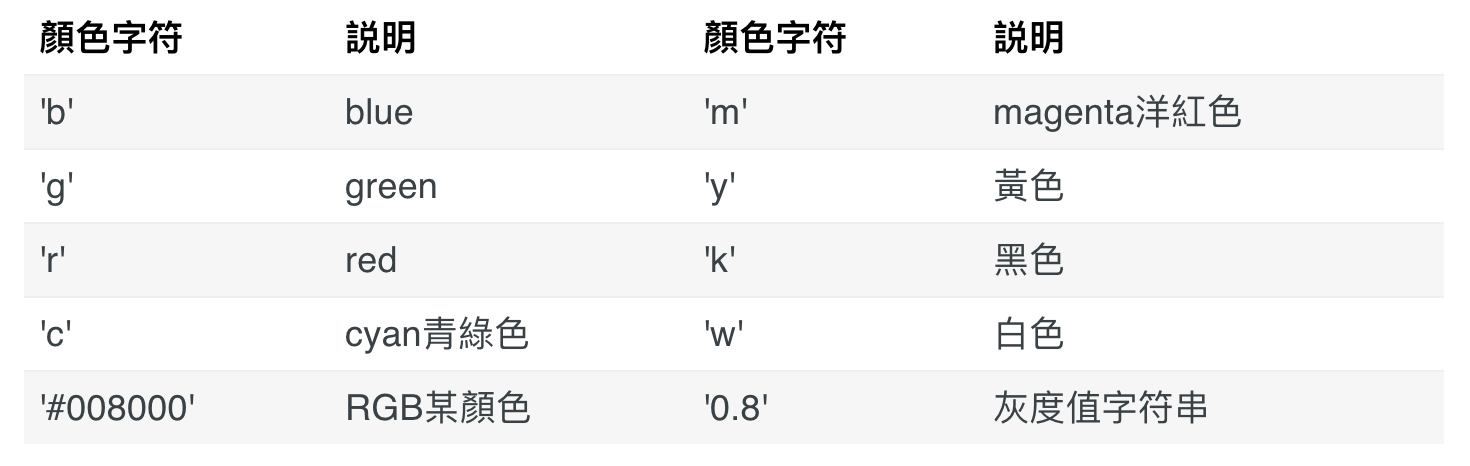 顏色字符 説明 顏色字符 説明
'b' blue 'm' magenta洋紅色
'g' green 'y' 黃色
'r' red 'k' 黑色
'c' cyan青綠色 'w' 白色
'#008000' RGB某顏色 '0.8' 灰度值字符串